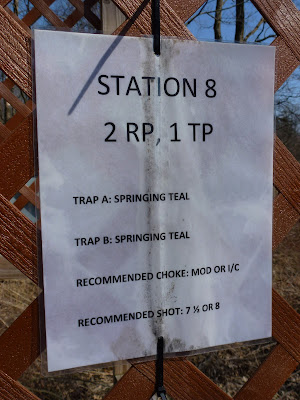 STATION 8
2 RP, 1 TP
TRAP A: SPRINGING TEAL
TRAP B: SPRINGING TEAL
RECOMMENDED CHOKE: MOD OR I/C
RECOMMENDED SHOT: 7 ½ OR 8